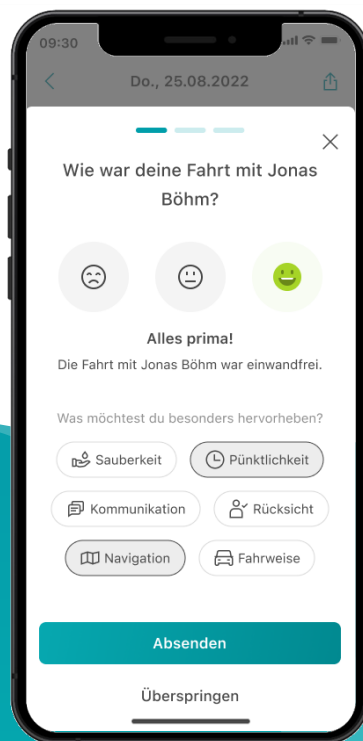 09:30
Do., 25.08.2022
Wie war deine Fahrt mit Jonas
Böhm?
Alles prima!
Die Fahrt mit Jonas Böhm war einwandfrei.
Was möchtest du besonders hervorheben?
Sauberkeit
Pünktlichkeit
Kommunikation
Rücksicht
Navigation
Fahrweise
Absenden
Überspringen